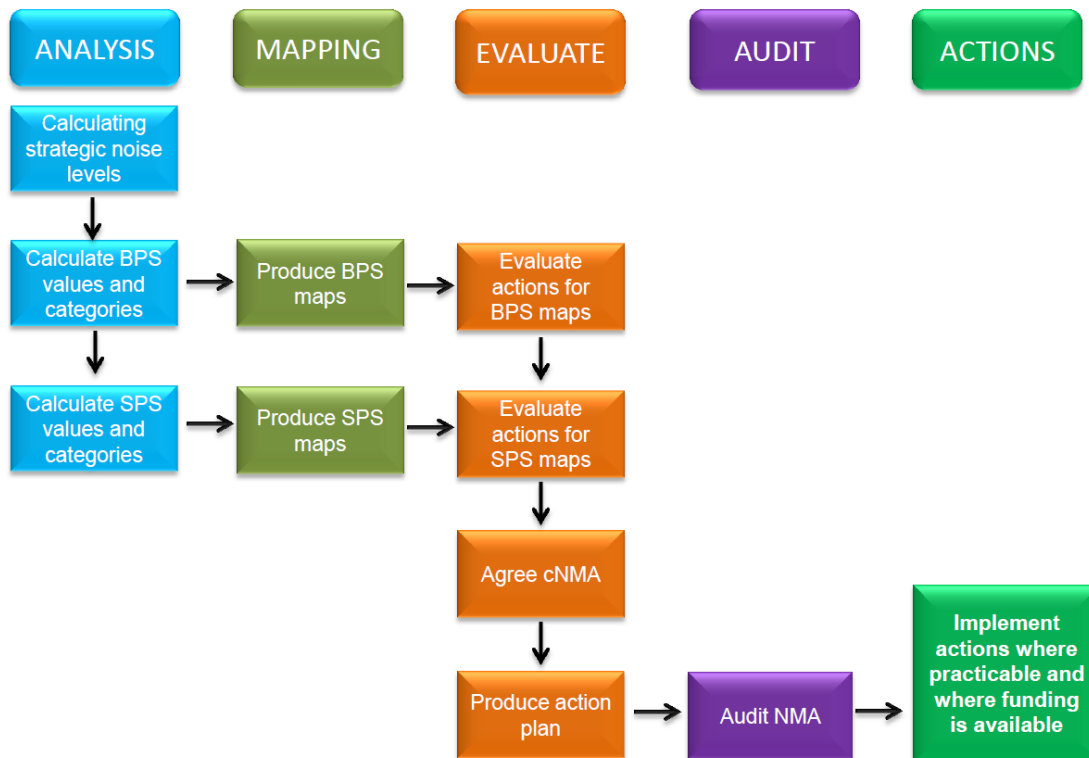 ANALYSIS
MAPPING
EVALUATE
AUDIT
ACTIONS
Calculating
strategic noise
levels
Calculate BPS
values and
categories
Produce BPS
maps
Evaluate
actions for
BPS maps
Calculate SPS
values and
categories
Produce SPS
maps
Evaluate
actions for
SPS maps
Agree cNMA
Produce action
plan
Audit NMA
Implement
actions where
practicable and
where funding
is available